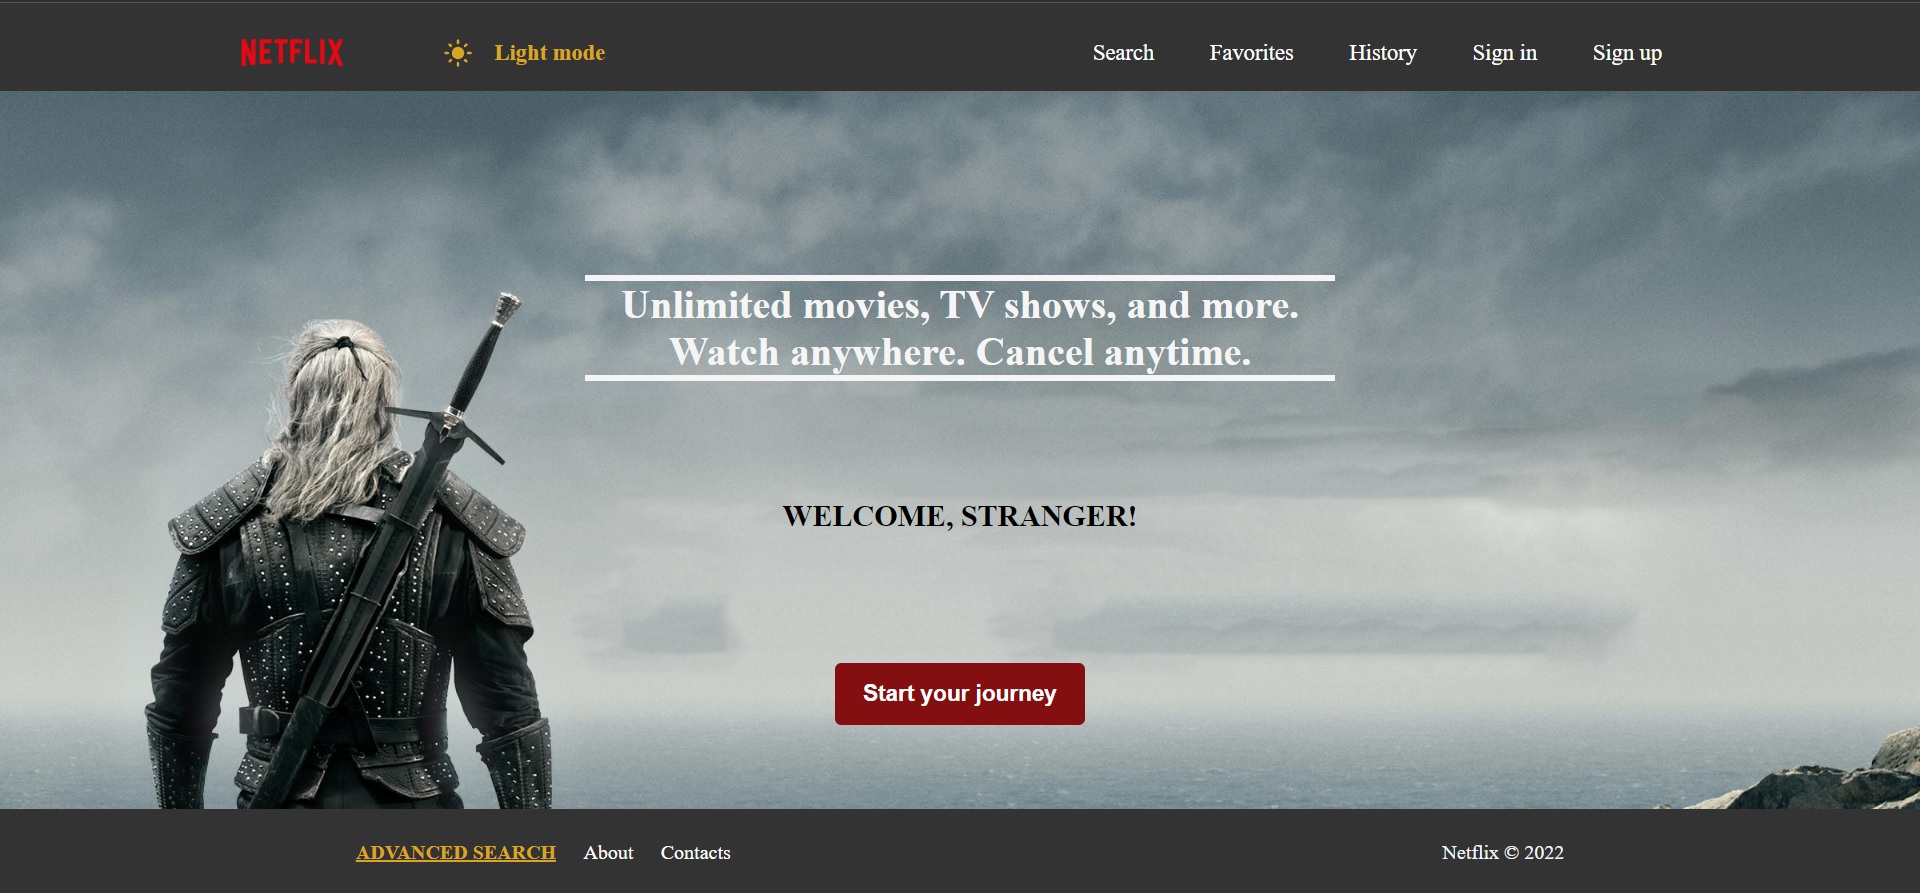 NETFLIX
Light mode
Search
Favorites
History
Sign in
Sign up
Unlimited movies, TV shows, and more.
Watch anywhere. Cancel anytime.
WELCOME, STRANGER!
Start your journey
ADVANCED SEARCH
About
Contacts
Netflix © 2022